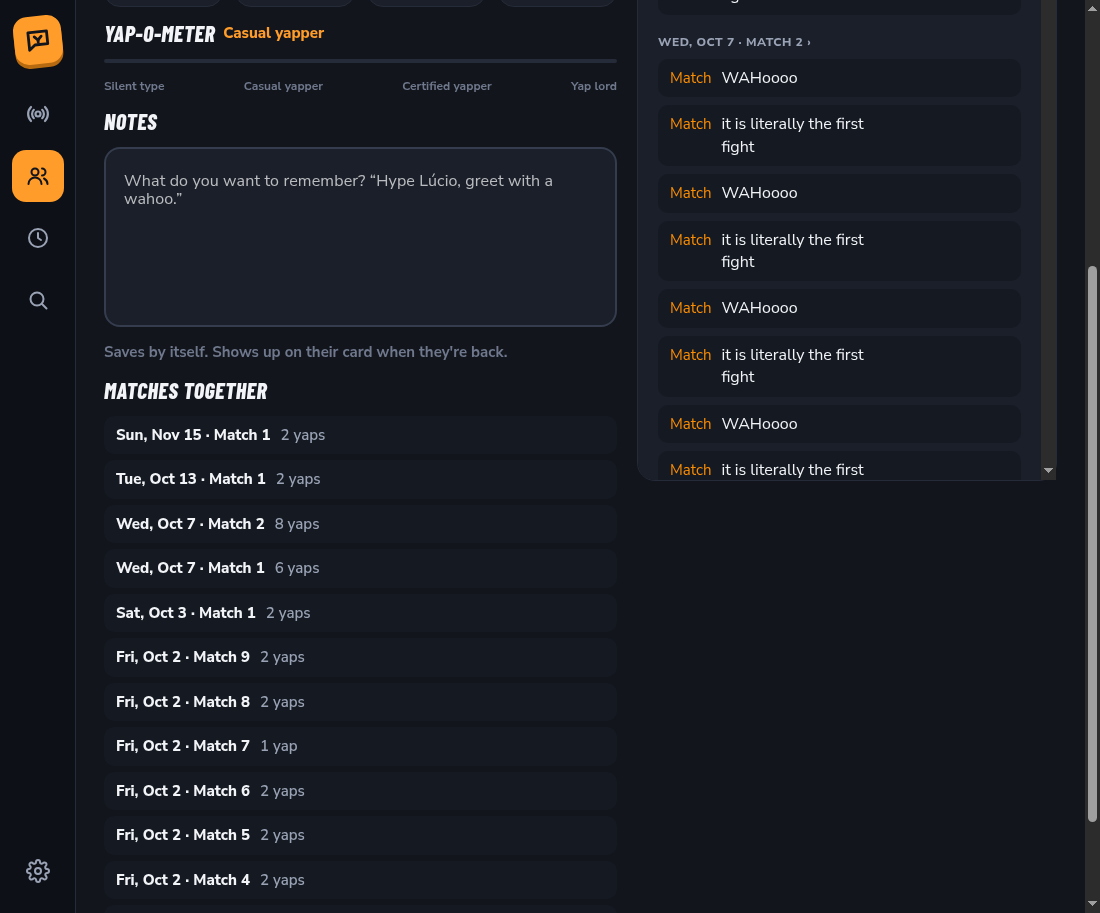 YAP-O-METER Casual yapper
Silent type Casual yapper Certified yapper Yap lord
NOTES
What do you want to remember? “Hype Lúcio, greet with a
wahoo.”
Saves by itself. Shows up on their card when they're back.
MATCHES TOGETHER
Sun, Nov 15 · Match 1 2 yaps
Tue, Oct 13 · Match 1 2 yaps
Wed, Oct 7 · Match 2 8 yaps
Wed, Oct 7 · Match 1 6 yaps
Sat, Oct 3 · Match 1 2 yaps
Fri, Oct 2 · Match 9 2 yaps
Fri, Oct 2 · Match 8 2 yaps
Fri, Oct 2 · Match 7 1 yap
Fri, Oct 2 · Match 6 2 yaps
Fri, Oct 2 · Match 5 2 yaps
Fri, Oct 2 · Match 4 2 yaps
WED, OCT 7 · MATCH 2 ›
Match WAHoooo
Match it is literally the first
fight
Match WAHoooo
Match it is literally the first
fight
Match WAHoooo
Match it is literally the first
fight
Match WAHoooo
Match it is literally the first